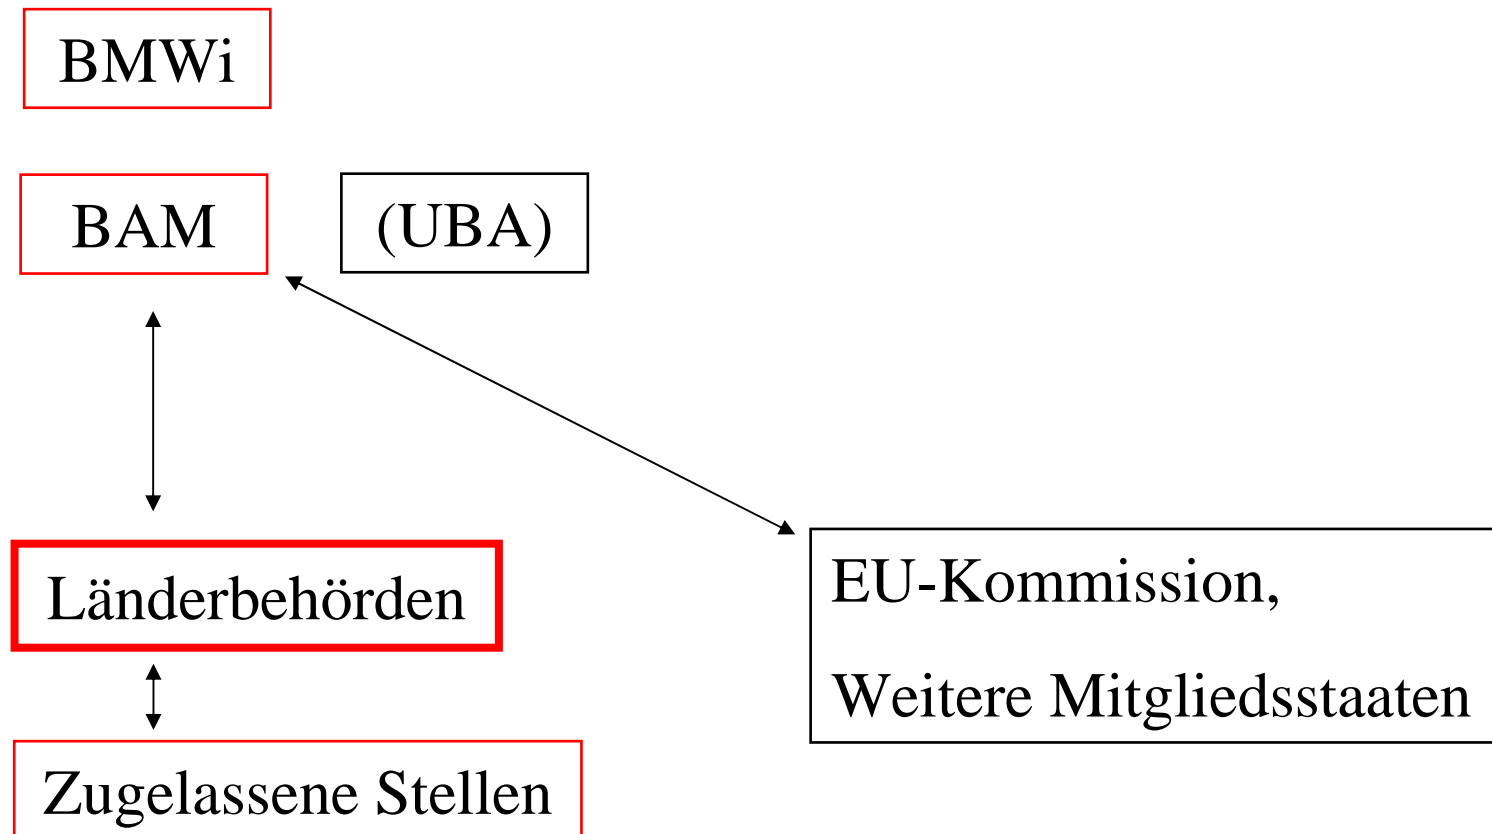 BMWi
BAM
(UBA)
Länderbehörden
EU-Kommission,
Weitere Mitgliedsstaaten
Zugelassene Stellen